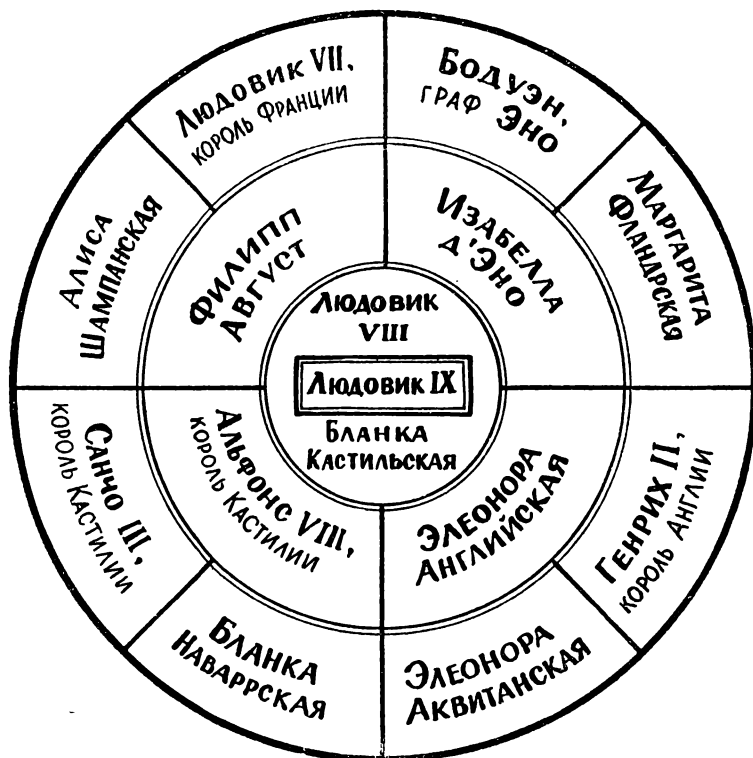 Людовик VII,
король Франции
Бодуэн,
граф Эно
Алиса
Шампанская
Филипп
Август
Изабелла
д'Эно
Маргарита
Фландрская
Людовик
VIII
Людовик IX
Бланка
Кастильская
Санчо III,
король Кастилии
Альфонс VIII,
король Кастилии
Элеонора
Английская
Генрих II,
король Англии
Бланка
Наваррская
Элеонора
Аквитанская